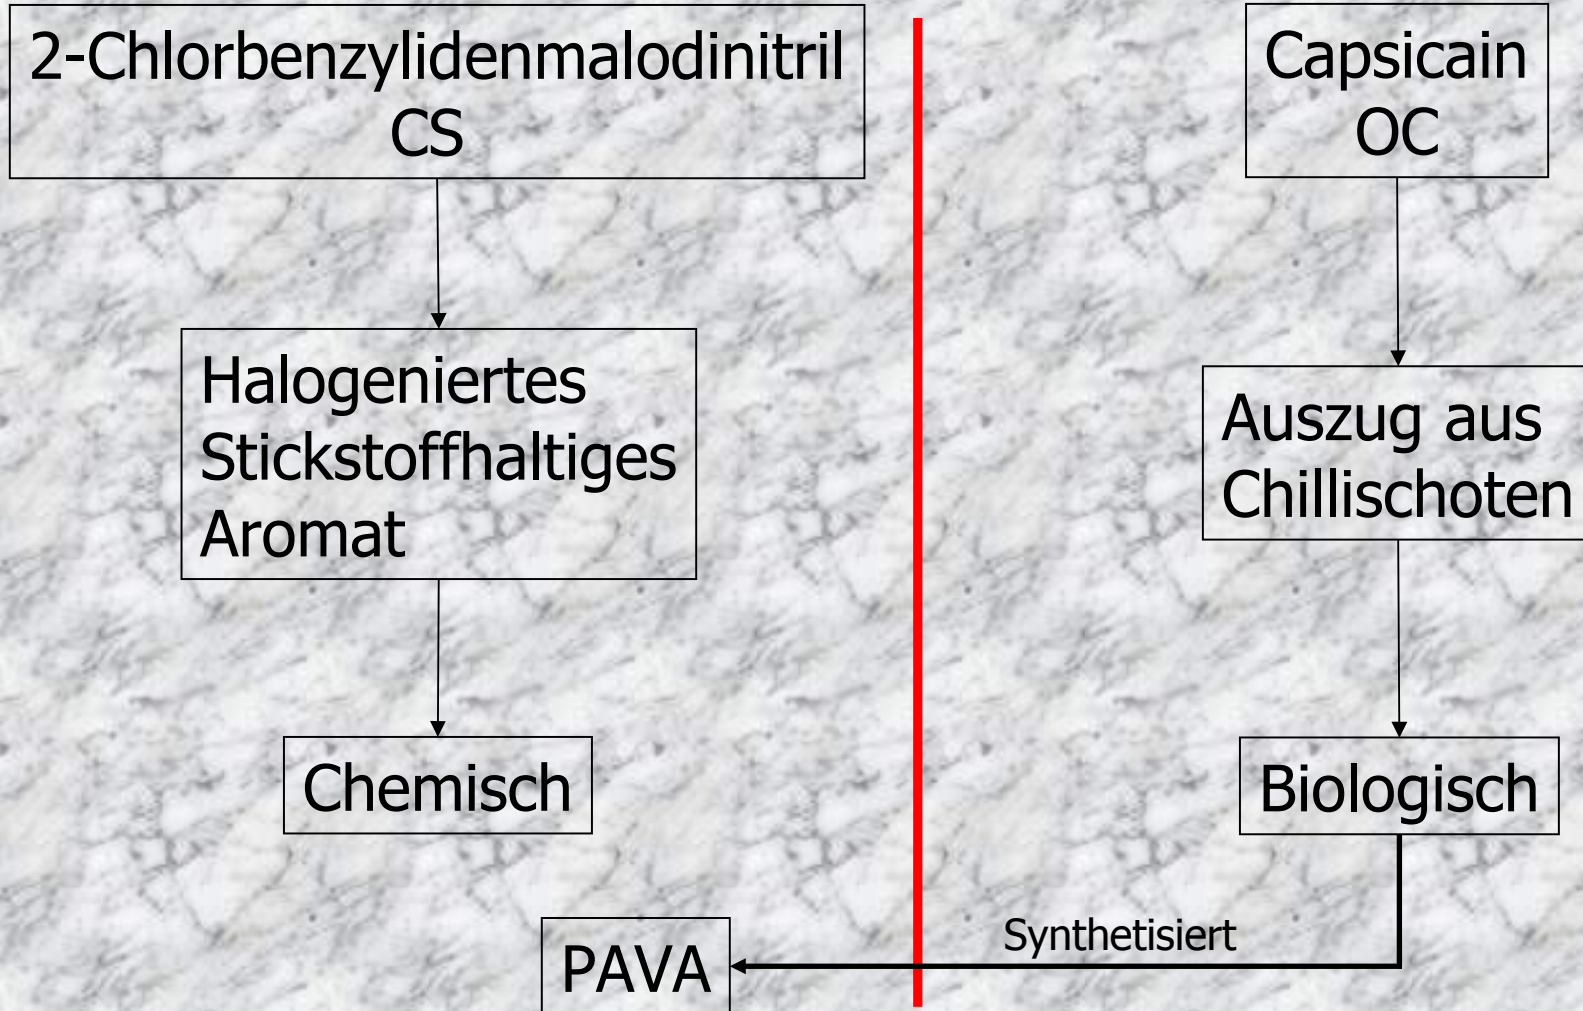 2-Chlorbenzylidenmalodinitril
CS
Halogeniertes
Stickstoffhaltiges
Aromat
Chemisch
Capsicain
OC
Auszug aus
Chillischoten
Biologisch
Synthetisiert
PAVA